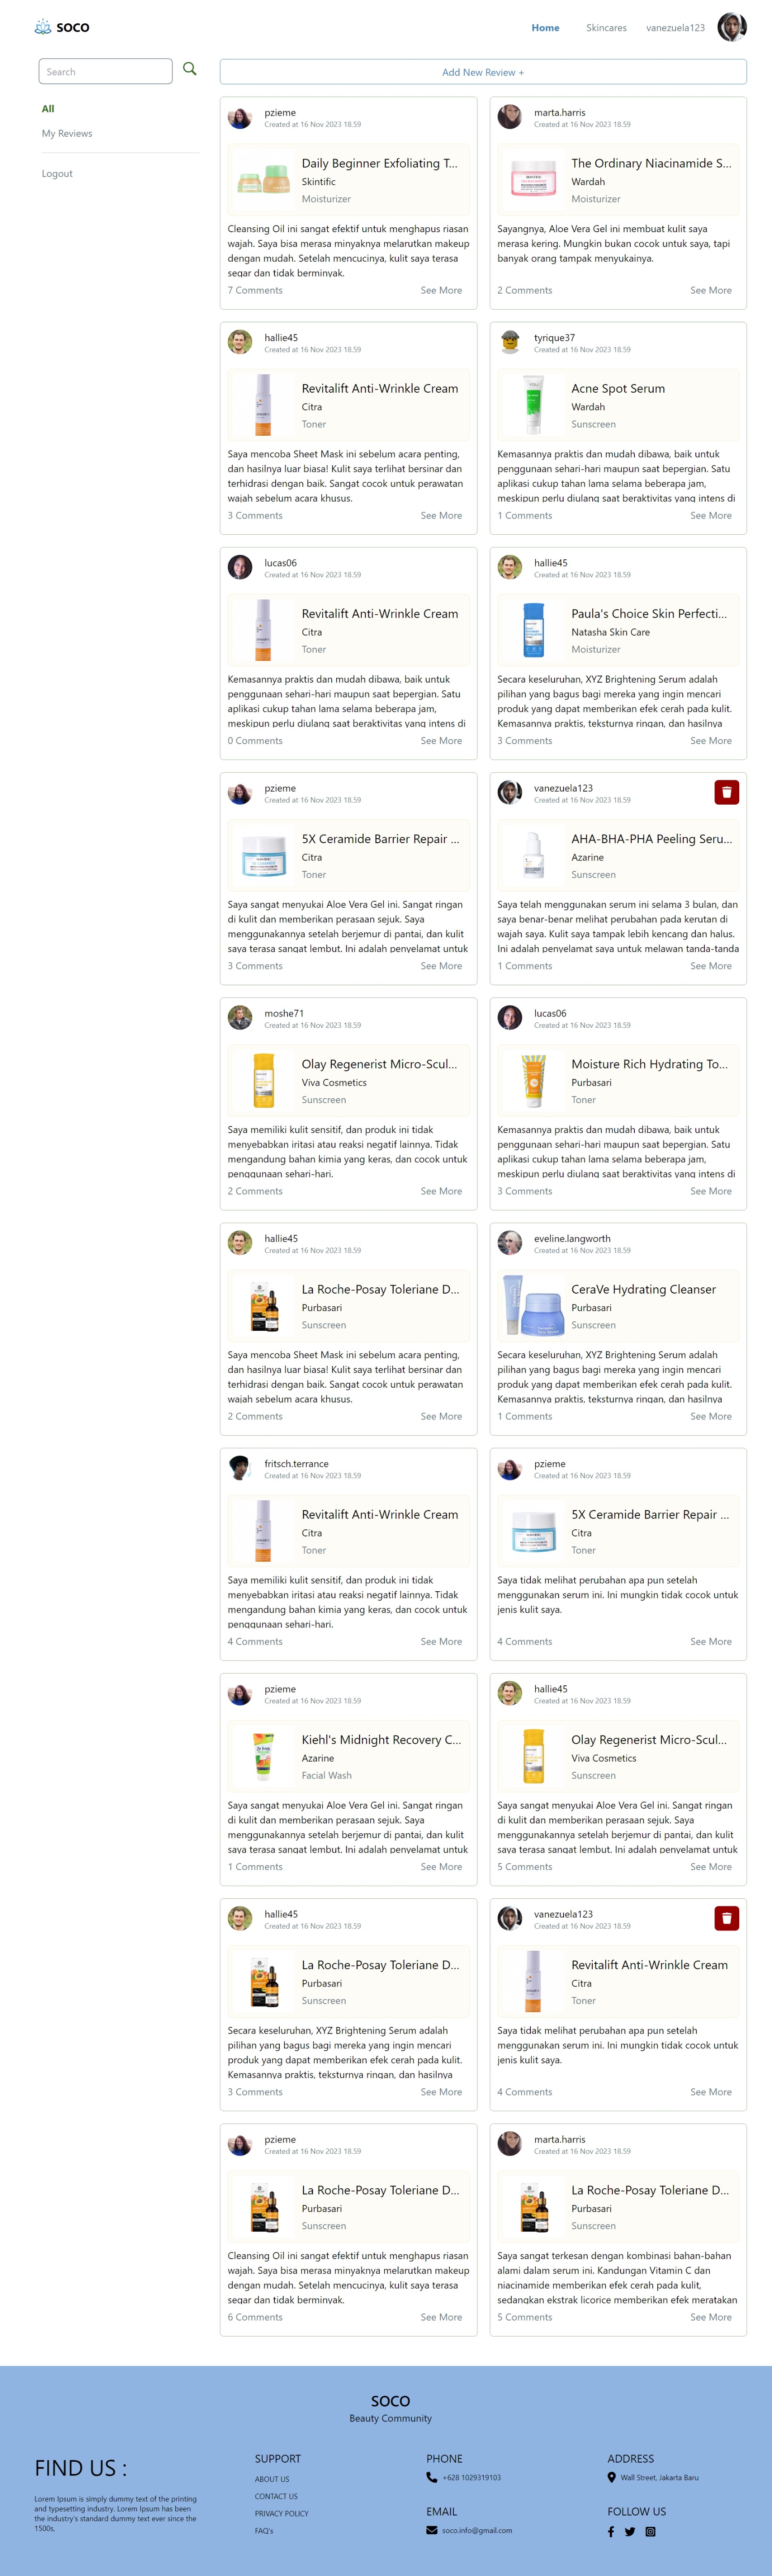 SOCO
Home
Skincares
vanezuela123
Search
Add New Review +
All
My Reviews
Logout
pzieme
Created at 16 Nov 2023 18.59
Daily Beginner Exfoliating T...
Skintific
Moisturizer
Cleansing Oil ini sangat efektif untuk menghapus riasan
wajah. Saya bisa merasa minyaknya melarutkan makeup
dengan mudah. Setelah mencucinya, kulit saya terasa
segar dan tidak berminyak.
7 Comments
See More
marta.harris
Created at 16 Nov 2023 18.59
The Ordinary Niacinamide S...
Wardah
Moisturizer
Sayangnya, Aloe Vera Gel ini membuat kulit saya
merasa kering. Mungkin bukan cocok untuk saya, tapi
banyak orang tampak menyukainya.
2 Comments
See More
hallie45
Created at 16 Nov 2023 18.59
Revitalift Anti-Wrinkle Cream
Citra
Toner
Saya mencoba Sheet Mask ini sebelum acara penting,
dan hasilnya luar biasa! Kulit saya terlihat bersinar dan
terhidrasi dengan baik. Sangat cocok untuk perawatan
wajah sebelum acara khusus.
3 Comments
See More
tyrique37
Created at 16 Nov 2023 18.59
Acne Spot Serum
Wardah
Sunscreen
Kemasannya praktis dan mudah dibawa, baik untuk
penggunaan sehari-hari maupun saat bepergian. Satu
aplikasi cukup tahan lama selama beberapa jam,
meskipun perlu diulang saat beraktivitas yang intens di
1 Comments
See More
lucas06
Created at 16 Nov 2023 18.59
Revitalift Anti-Wrinkle Cream
Citra
Toner
Kemasannya praktis dan mudah dibawa, baik untuk
penggunaan sehari-hari maupun saat bepergian. Satu
aplikasi cukup tahan lama selama beberapa jam,
meskipun perlu diulang saat beraktivitas yang intens di
0 Comments
See More
hallie45
Created at 16 Nov 2023 18.59
Paula's Choice Skin Perfecti...
Natasha Skin Care
Moisturizer
Secara keseluruhan, XYZ Brightening Serum adalah
pilihan yang bagus bagi mereka yang ingin mencari
produk yang dapat memberikan efek cerah pada kulit.
Kemasannya praktis, teksturnya ringan, dan hasilnya
3 Comments
See More
pzieme
Created at 16 Nov 2023 18.59
5X Ceramide Barrier Repair ...
Citra
Toner
Saya sangat menyukai Aloe Vera Gel ini. Sangat ringan
di kulit dan memberikan perasaan sejuk. Saya
menggunakannya setelah berjemur di pantai, dan kulit
saya terasa sangat lembut. Ini adalah penyelamat untuk
3 Comments
See More
vanezuela123
Created at 16 Nov 2023 18.59
AHA-BHA-PHA Peeling Seru...
Azarine
Sunscreen
Saya telah menggunakan serum ini selama 3 bulan, dan
saya benar-benar melihat perubahan pada kerutan di
wajah saya. Kulit saya tampak lebih kencang dan halus.
Ini adalah penyelamat saya untuk melawan tanda-tanda
1 Comments
See More
moshe71
Created at 16 Nov 2023 18.59
Olay Regenerist Micro-Scul...
Viva Cosmetics
Sunscreen
Saya memiliki kulit sensitif, dan produk ini tidak
menyebabkan iritasi atau reaksi negatif lainnya. Tidak
mengandung bahan kimia yang keras, dan cocok untuk
penggunaan sehari-hari.
2 Comments
See More
lucas06
Created at 16 Nov 2023 18.59
Moisture Rich Hydrating To...
Purbasari
Toner
Kemasannya praktis dan mudah dibawa, baik untuk
penggunaan sehari-hari maupun saat bepergian. Satu
aplikasi cukup tahan lama selama beberapa jam,
meskipun perlu diulang saat beraktivitas yang intens di
3 Comments
See More
hallie45
Created at 16 Nov 2023 18.59
La Roche-Posay Toleriane D...
Purbasari
Sunscreen
Saya mencoba Sheet Mask ini sebelum acara penting,
dan hasilnya luar biasa! Kulit saya terlihat bersinar dan
terhidrasi dengan baik. Sangat cocok untuk perawatan
wajah sebelum acara khusus.
2 Comments
See More
eveline.langworth
Created at 16 Nov 2023 18.59
CeraVe Hydrating Cleanser
Purbasari
Sunscreen
Secara keseluruhan, XYZ Brightening Serum adalah
pilihan yang bagus bagi mereka yang ingin mencari
produk yang dapat memberikan efek cerah pada kulit.
Kemasannya praktis, teksturnya ringan, dan hasilnya
1 Comments
See More
fritsch.terrance
Created at 16 Nov 2023 18.59
Revitalift Anti-Wrinkle Cream
Citra
Toner
Saya memiliki kulit sensitif, dan produk ini tidak
menyebabkan iritasi atau reaksi negatif lainnya. Tidak
mengandung bahan kimia yang keras, dan cocok untuk
penggunaan sehari-hari.
4 Comments
See More
pzieme
Created at 16 Nov 2023 18.59
5X Ceramide Barrier Repair ...
Citra
Toner
Saya tidak melihat perubahan apa pun setelah
menggunakan serum ini. Ini mungkin tidak cocok untuk
jenis kulit saya.
4 Comments
See More
pzieme
Created at 16 Nov 2023 18.59
Kiehl's Midnight Recovery C...
Azarine
Facial Wash
Saya sangat menyukai Aloe Vera Gel ini. Sangat ringan
di kulit dan memberikan perasaan sejuk. Saya
menggunakannya setelah berjemur di pantai, dan kulit
saya terasa sangat lembut. Ini adalah penyelamat untuk
1 Comments
See More
hallie45
Created at 16 Nov 2023 18.59
Olay Regenerist Micro-Scul...
Viva Cosmetics
Sunscreen
Saya sangat menyukai Aloe Vera Gel ini. Sangat ringan
di kulit dan memberikan perasaan sejuk. Saya
menggunakannya setelah berjemur di pantai, dan kulit
saya terasa sangat lembut. Ini adalah penyelamat untuk
5 Comments
See More
hallie45
Created at 16 Nov 2023 18.59
La Roche-Posay Toleriane D...
Purbasari
Sunscreen
Secara keseluruhan, XYZ Brightening Serum adalah
pilihan yang bagus bagi mereka yang ingin mencari
produk yang dapat memberikan efek cerah pada kulit.
Kemasannya praktis, teksturnya ringan, dan hasilnya
3 Comments
See More
vanezuela123
Created at 16 Nov 2023 18.59
Revitalift Anti-Wrinkle Cream
Citra
Toner
Saya tidak melihat perubahan apa pun setelah
menggunakan serum ini. Ini mungkin tidak cocok untuk
jenis kulit saya.
4 Comments
See More
pzieme
Created at 16 Nov 2023 18.59
La Roche-Posay Toleriane D...
Purbasari
Sunscreen
Cleansing Oil ini sangat efektif untuk menghapus riasan
wajah. Saya bisa merasa minyaknya melarutkan makeup
dengan mudah. Setelah mencucinya, kulit saya terasa
segar dan tidak berminyak.
6 Comments
See More
marta.harris
Created at 16 Nov 2023 18.59
La Roche-Posay Toleriane D...
Purbasari
Sunscreen
Saya sangat terkesan dengan kombinasi bahan-bahan
alami dalam serum ini. Kandungan Vitamin C dan
niacinamide memberikan efek cerah pada kulit,
sedangkan ekstrak licorice memberikan efek meratakan
5 Comments
See More
SOCO
Beauty Community
FIND US :
Lorem Ipsum is simply dummy text of the printing
and typesetting industry. Lorem Ipsum has been
the industry's standard dummy text ever since the
1500s,
SUPPORT
ABOUT US
CONTACT US
PRIVACY POLICY
FAQ's
PHONE
+628 1029319103
EMAIL
soco.info@gmail.com
ADDRESS
Wall Street, Jakarta Baru
FOLLOW US